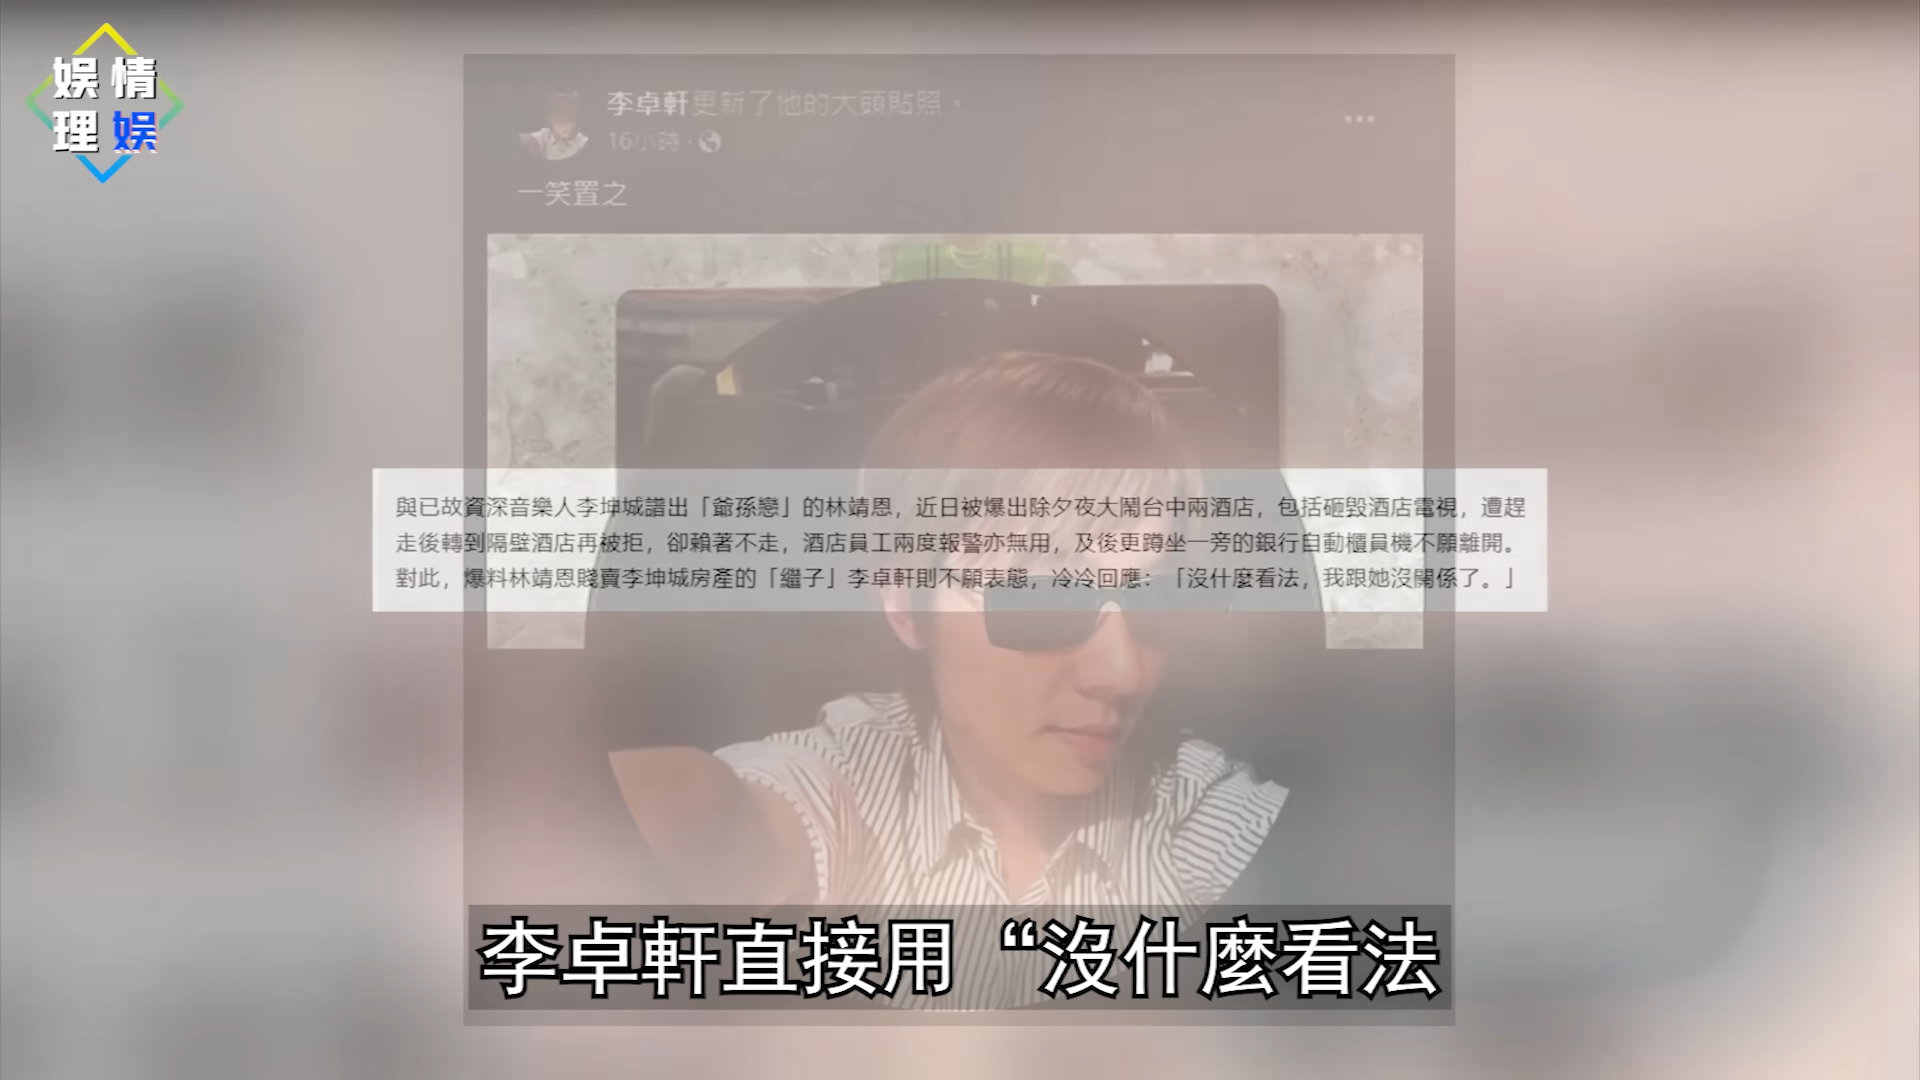 娱情
理娱
李卓軒更新了他的大頭貼照。
16小時
一笑置之
與已故資深音樂人李坤城譜出「爺孫戀」的林靖恩，近日被爆出除夕夜大鬧台中兩酒店，包括砸毀酒店電視，遭趕
走後轉到隔壁酒店再被拒，卻賴著不走，酒店員工兩度報警亦無用，及後更蹲坐一旁的銀行自動櫃員機不願離開。
對此，爆料林靖恩賤賣李坤城房產的「繼子」李卓軒則不願表態，冷冷回應：「沒什麼看法，我跟她沒關係了。」
李卓軒直接用“沒什麼看法